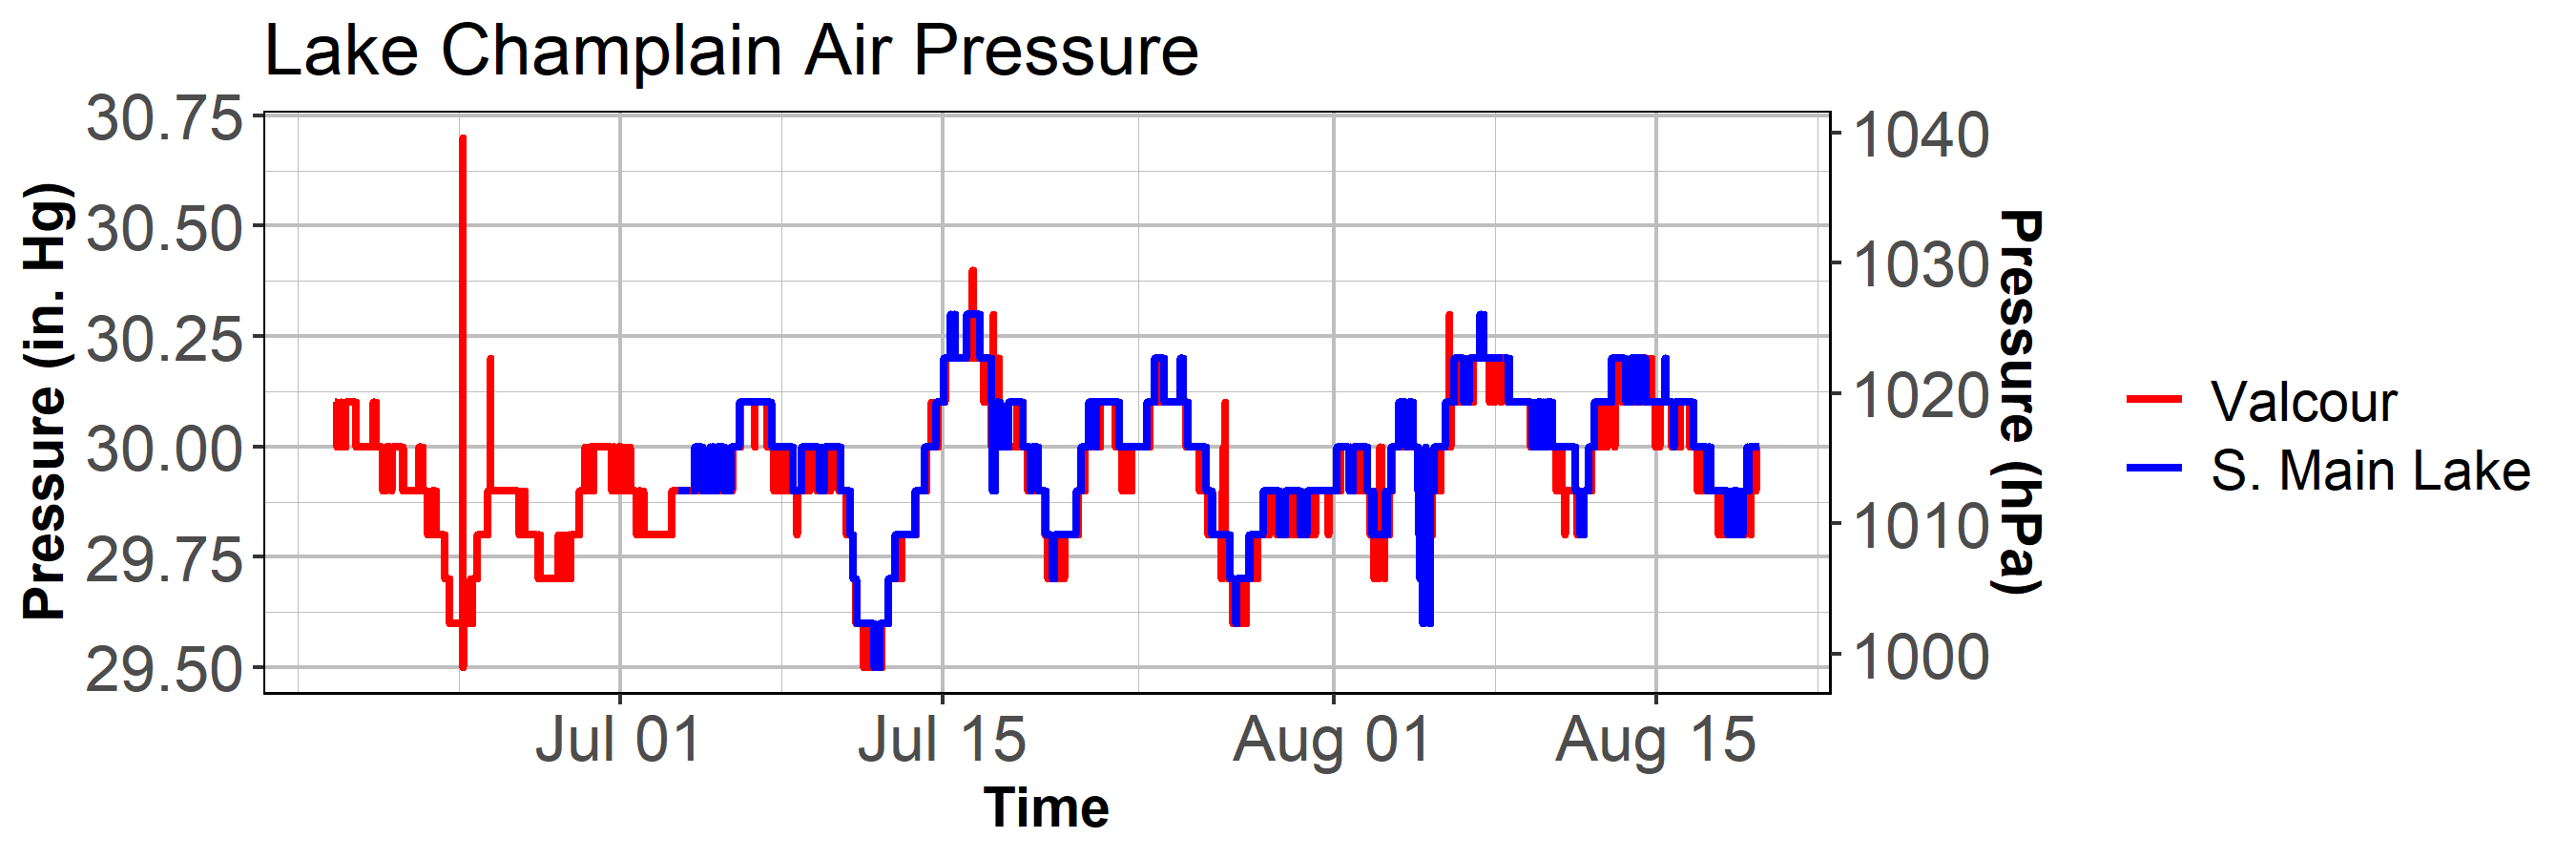 Lake Champlain Air Pressure
Pressure (in. Hg)
30.75
30.50
30.25
30.00
29.75
29.50
1040
1030
1020
1010
1000
Pressure (hPa)
Jul 01
Jul 15
Aug 01
Aug 15
Time
Valcour
S. Main Lake